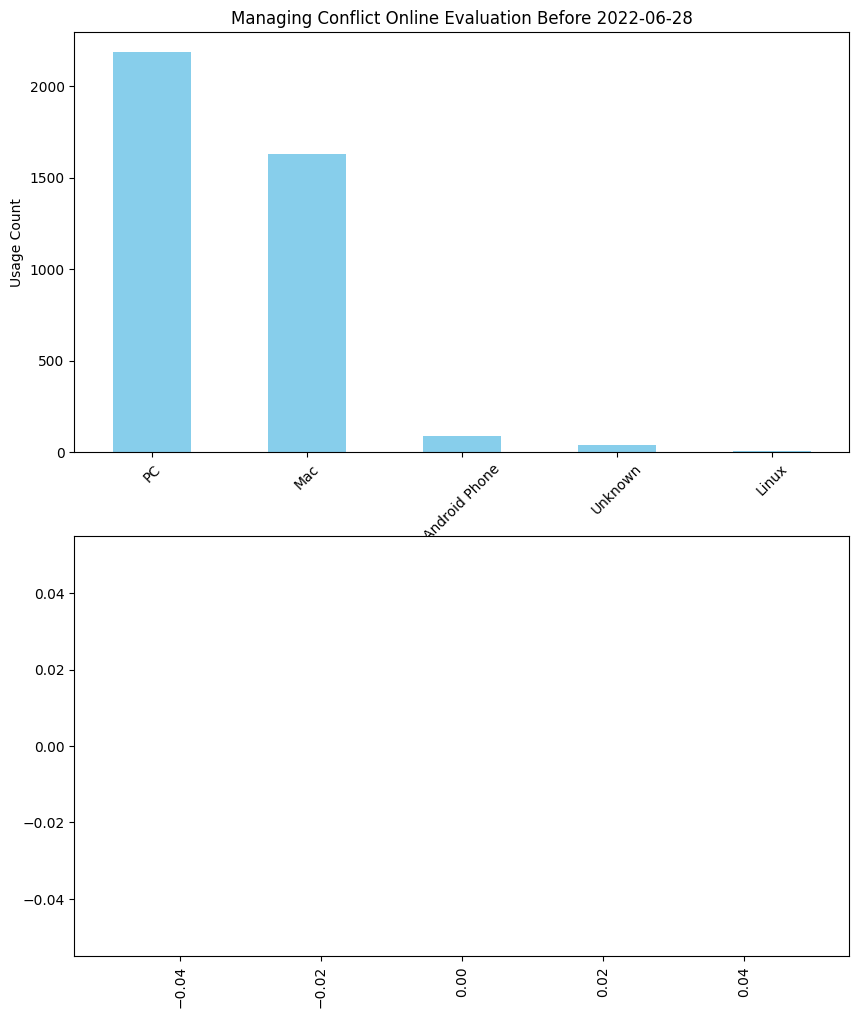 Managing Conflict Online Evaluation Before 2022-06-28
Usage Count
2000
1500
1000
500
0
PC
Mac
Android Phone
Unknown
Linux
0.04
0.02
0.00
−0.02
−0.04
−0.04
−0.02
0.00
0.02
0.04